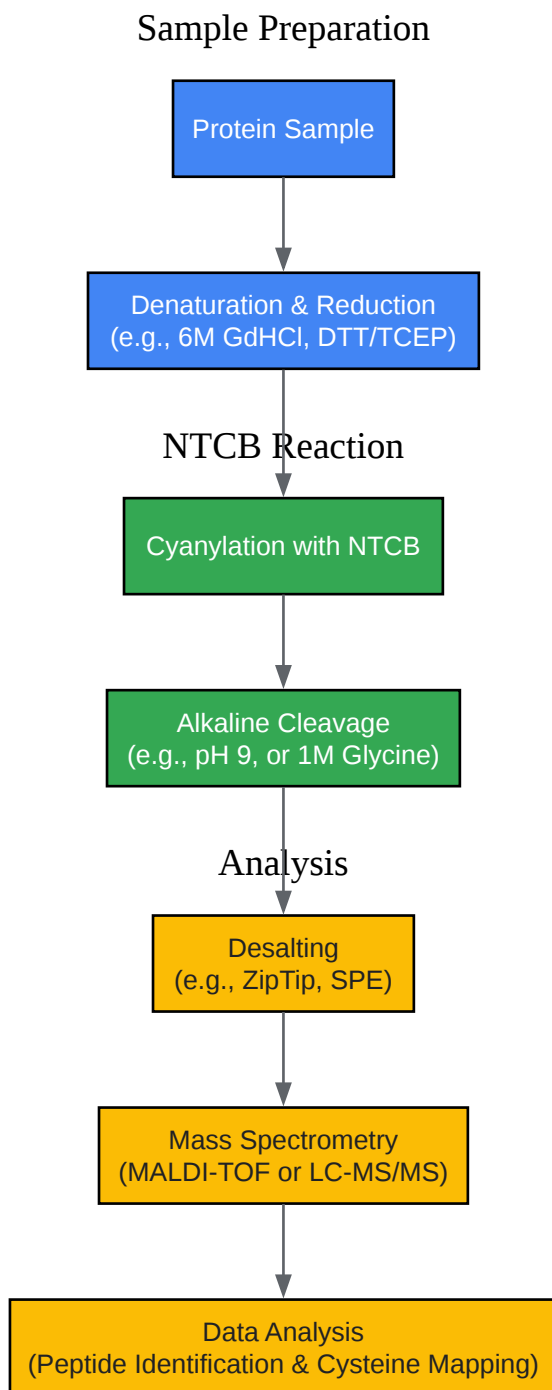 Sample Preparation
Protein Sample
Denaturation & Reduction
(e.g., 6M GdHCl, DTT/TCEP)
NTCB Reaction
Cyanylation with NTCB
Alkaline Cleavage
(e.g., pH 9, or 1M Glycine)
Analysis
Desalting
(e.g., ZipTip, SPE)
Mass Spectrometry
(MALDI-TOF or LC-MS/MS)
Data Analysis
(Peptide Identification & Cysteine Mapping)